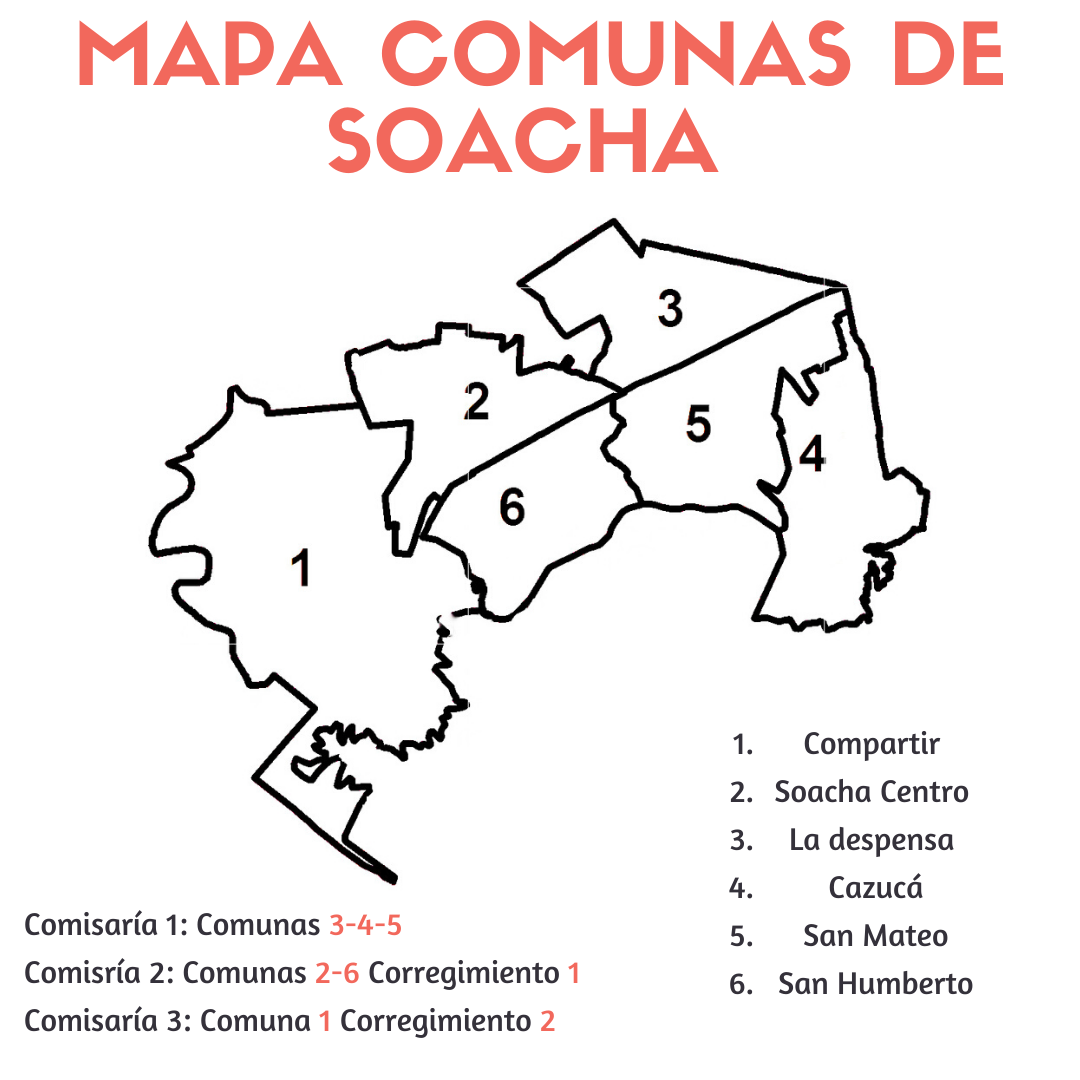 MAPA COMUNAS DE
SOACHA
3
2
5
4
6
1
1. Compartir
2. Soacha Centro
3. La despensa
4. Cazucá
5. San Mateo
6. San Humberto
Comisaría 1: Comunas 3-4-5
Comisría 2: Comunas 2-6 Corregimiento 1
Comisaría 3: Comuna 1 Corregimiento 2